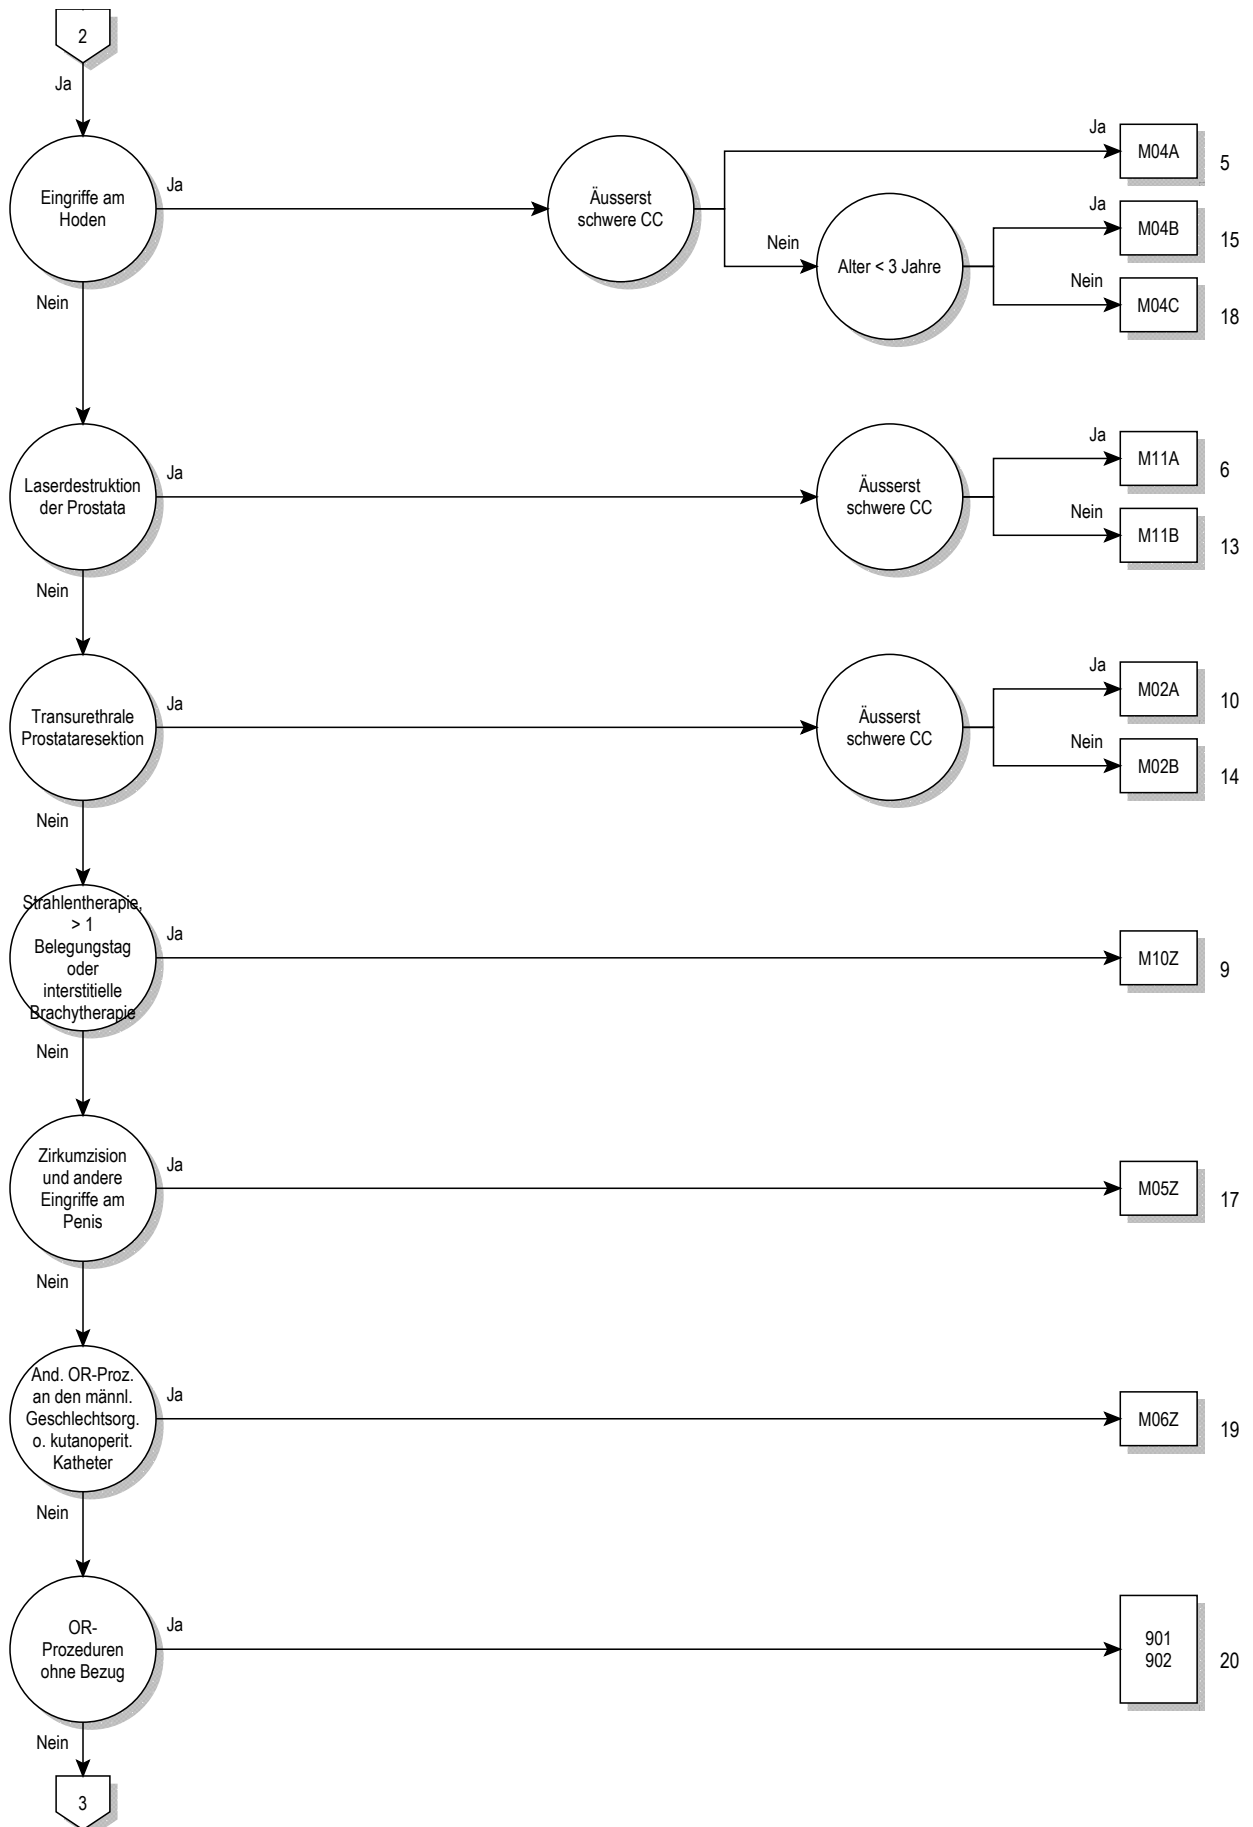 2
Ja
Eingriffe am
Hoden
Ja
Äusserst
schwere CC
Ja
M04A
5
Nein
Alter < 3 Jahre
Ja
M04B
15
Nein
M04C
18
Nein
Laserdestruktion
der Prostata
Ja
Äusserst
schwere CC
Ja
M11A
6
Nein
M11B
13
Nein
Transurethrale
Prostataresektion
Ja
Äusserst
schwere CC
Ja
M02A
10
Nein
M02B
14
Nein
Strahlentherapie,
> 1
Belegungstag
oder
interstitielle
Brachytherapie
Ja
M10Z
9
Nein
Zirkumzision
und andere
Eingriffe am
Penis
Ja
M05Z
17
Nein
And. OR-Proz.
an den männl.
Geschlechtsorg.
o. kutanoperit.
Katheter
Ja
M06Z
19
Nein
OR-
Prozeduren
ohne Bezug
Ja
901
902
20
Nein
3